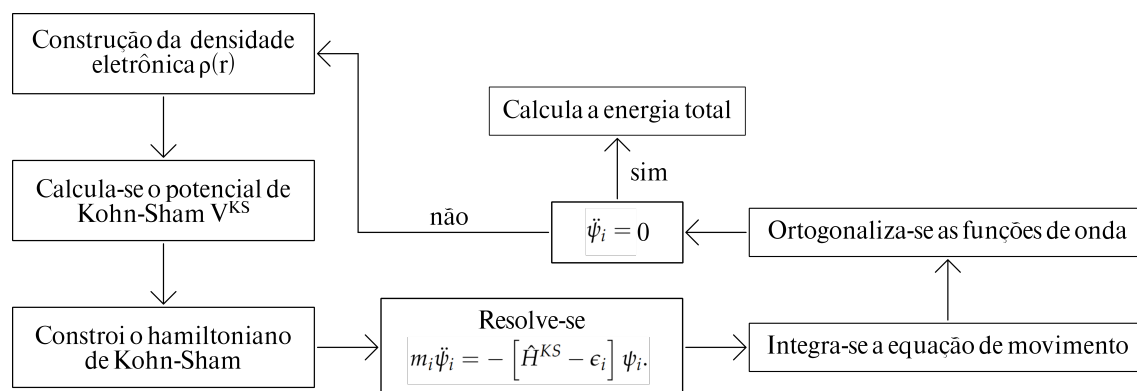 Construção da densidade
eletrônica ρ(r)
Calcula-se o potencial de
Kohn-Sham V^KS
Constroi o hamiltoniano
de Kohn-Sham
Resolve-se
m_i ψ̈_i = − [Ĥ^KS − ϵ_i] ψ_i.
Integra-se a equação de movimento
Ortogonaliza-se as funções de onda
ψ̈_i = 0
não
sim
Calcula a energia total